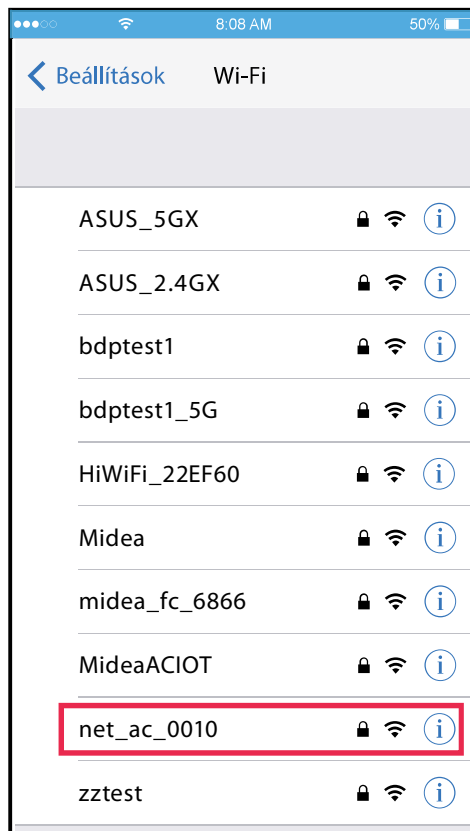 8:08 AM 50%
Beállítások Wi-Fi
ASUS_5GX
ASUS_2.4GX
bdptest1
bdptest1_5G
HiWiFi_22EF60
Midea
midea_fc_6866
MideaACIOT
net_ac_0010
zztest